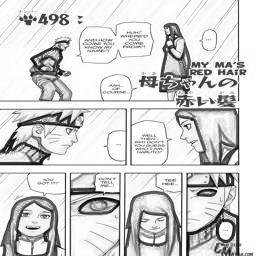 498
HUH?
WHERE'D
YOU COME
FROM?!
AND HOW
COME YOU
KNOW MY
NAME?!
MY MA'S
RED HAIR
母ちゃんの
赤い髪
AH...
OF
COURSE...
WELL
THEN...
WHY DON'T
YOU GUESS
WHO I AM,
NARUTO?
YOU
GOT IT?
DON'T
TELL
ME...
TEE
HEE...